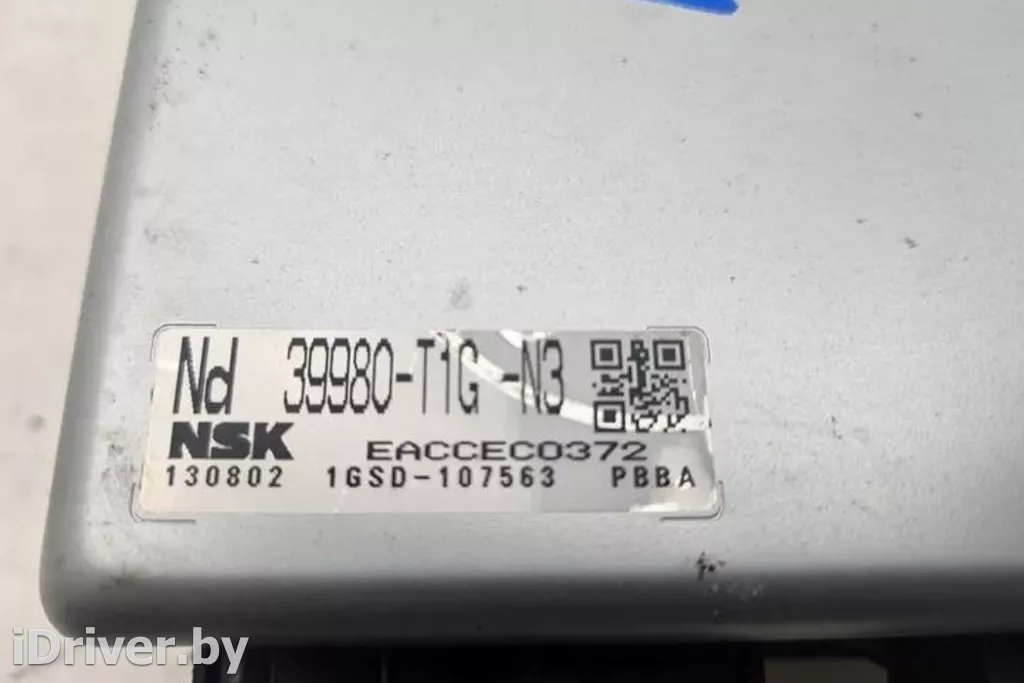 Nd 39980-T1G -N3
NSK EACCEC0372
130802 1GSD-107563 PBBA
iDriver.by